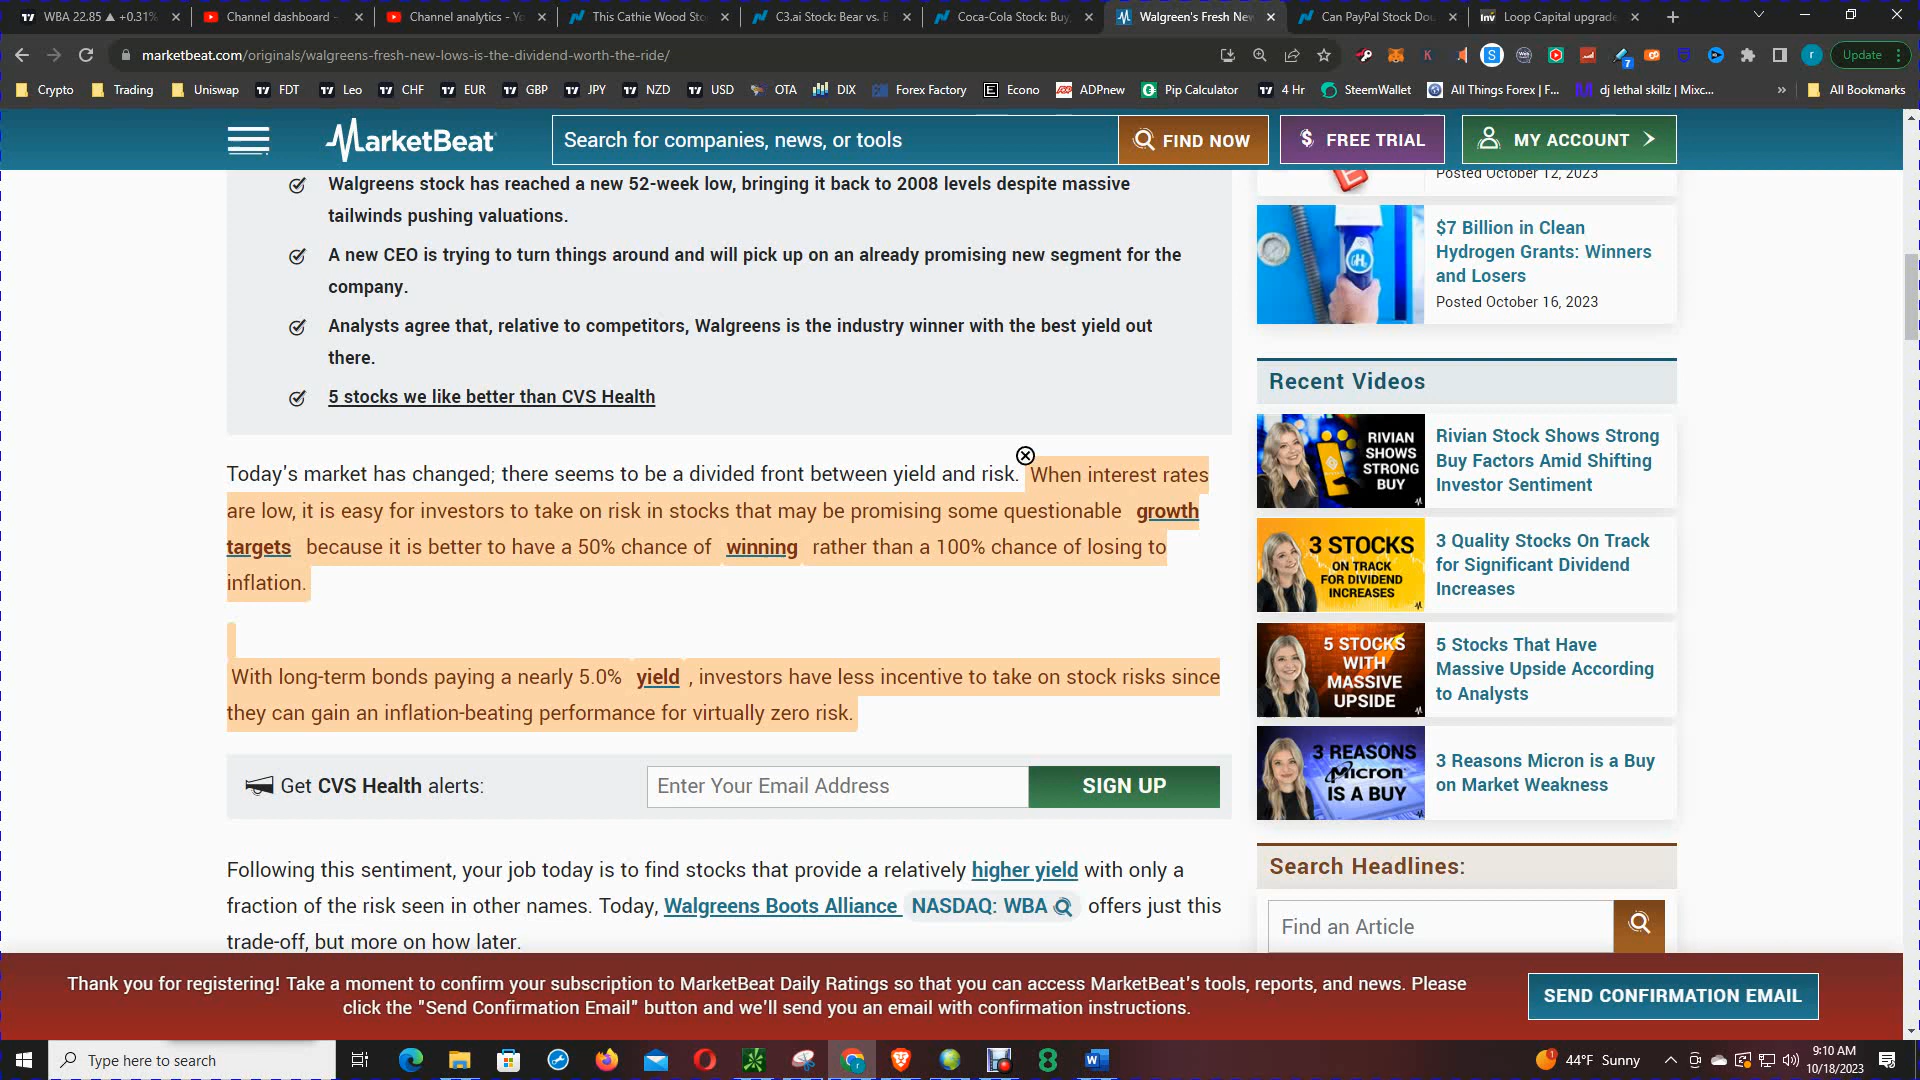 WBA 22.85 ▲ +0.31%
Channel dashboard -
Channel analytics - Yo
This Cathie Wood Sto
C3.ai Stock: Bear vs. B
Coca-Cola Stock: Buy
Walgreen's Fresh New
Can PayPal Stock Dou
Loop Capital upgrade
marketbeat.com/originals/walgreens-fresh-new-lows-is-the-dividend-worth-the-ride/
Update
Crypto Trading Uniswap FDT Leo CHF EUR GBP JPY NZD USD OTA DIX Forex Factory Econo ADPnew Pip Calculator 4 Hr SteemWallet All Things Forex | F... dj lethal skillz | Mixc... » All Bookmarks
MarketBeat
Search for companies, news, or tools
FIND NOW
FREE TRIAL
MY ACCOUNT
Walgreens stock has reached a new 52-week low, bringing it back to 2008 levels despite massive
tailwinds pushing valuations.
A new CEO is trying to turn things around and will pick up on an already promising new segment for the
company.
Analysts agree that, relative to competitors, Walgreens is the industry winner with the best yield out
there.
5 stocks we like better than CVS Health
Today's market has changed; there seems to be a divided front between yield and risk. When interest rates
are low, it is easy for investors to take on risk in stocks that may be promising some questionable growth
targets because it is better to have a 50% chance of winning rather than a 100% chance of losing to
inflation.
With long-term bonds paying a nearly 5.0% yield , investors have less incentive to take on stock risks since
they can gain an inflation-beating performance for virtually zero risk.
Get CVS Health alerts:
Enter Your Email Address
SIGN UP
Following this sentiment, your job today is to find stocks that provide a relatively higher yield with only a
fraction of the risk seen in other names. Today, Walgreens Boots Alliance NASDAQ: WBA offers just this
trade-off, but more on how later.
Posted October 12, 2023
$7 Billion in Clean
Hydrogen Grants: Winners
and Losers
Posted October 16, 2023
Recent Videos
RIVIAN
SHOWS
STRONG
BUY
Rivian Stock Shows Strong
Buy Factors Amid Shifting
Investor Sentiment
3 STOCKS
ON TRACK
FOR DIVIDEND
INCREASES
3 Quality Stocks On Track
for Significant Dividend
Increases
5 STOCKS
WITH
MASSIVE
UPSIDE
5 Stocks That Have
Massive Upside According
to Analysts
3 REASONS
Micron
IS A BUY
3 Reasons Micron is a Buy
on Market Weakness
Search Headlines:
Find an Article
Thank you for registering! Take a moment to confirm your subscription to MarketBeat Daily Ratings so that you can access MarketBeat's tools, reports, and news. Please
click the "Send Confirmation Email" button and we'll send you an email with confirmation instructions.
SEND CONFIRMATION EMAIL
Type here to search
44°F Sunny
9:10 AM
10/18/2023